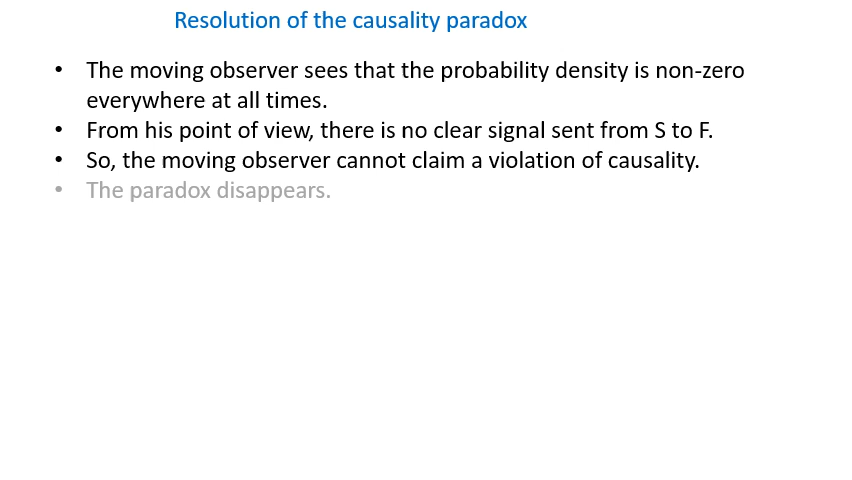 Resolution of the causality paradox
• The moving observer sees that the probability density is non-zero
everywhere at all times.
• From his point of view, there is no clear signal sent from S to F.
• So, the moving observer cannot claim a violation of causality.
• The paradox disappears.